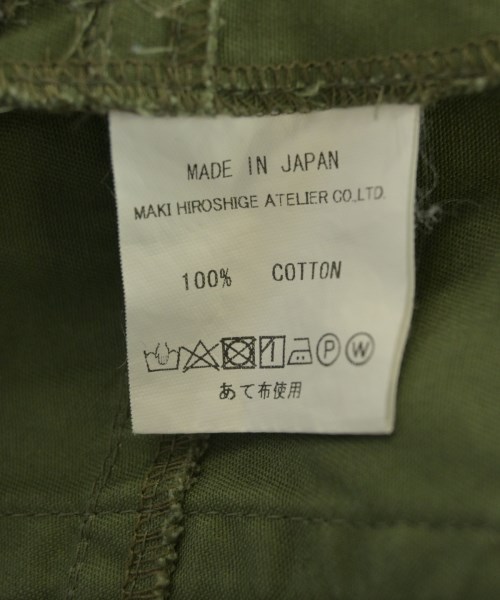 MADE IN JAPAN
MAKI HIROSHIGE ATELIER CO.,LTD.
100% COTTON
P W
あて布使用